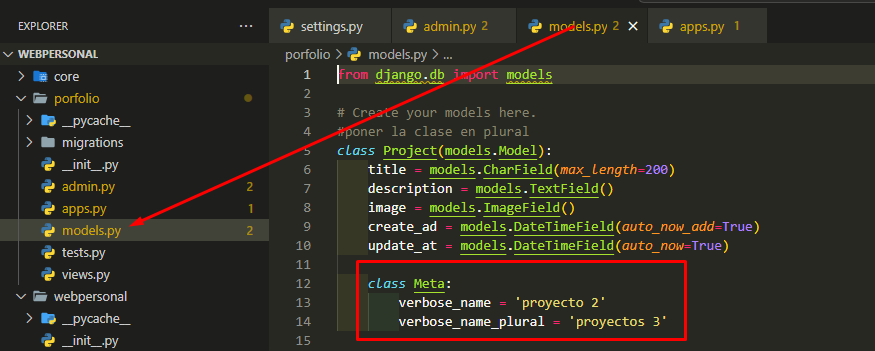 EXPLORER
WEBPERSONAL
core
porfolio
__pycache__
migrations
__init__.py
admin.py 2
apps.py 1
models.py 2
tests.py
views.py
webpersonal
__pycache__
__init__.py
settings.py admin.py 2 models.py 2 apps.py 1
porfolio > models.py > ...
1 from django.db import models
2
3 # Create your models here.
4 #poner la clase en plural
5 class Project(models.Model):
6 title = models.CharField(max_length=200)
7 description = models.TextField()
8 image = models.ImageField()
9 create_ad = models.DateTimeField(auto_now_add=True)
10 update_at = models.DateTimeField(auto_now=True)
11
12 class Meta:
13 verbose_name = 'proyecto 2'
14 verbose_name_plural = 'proyectos 3'
15